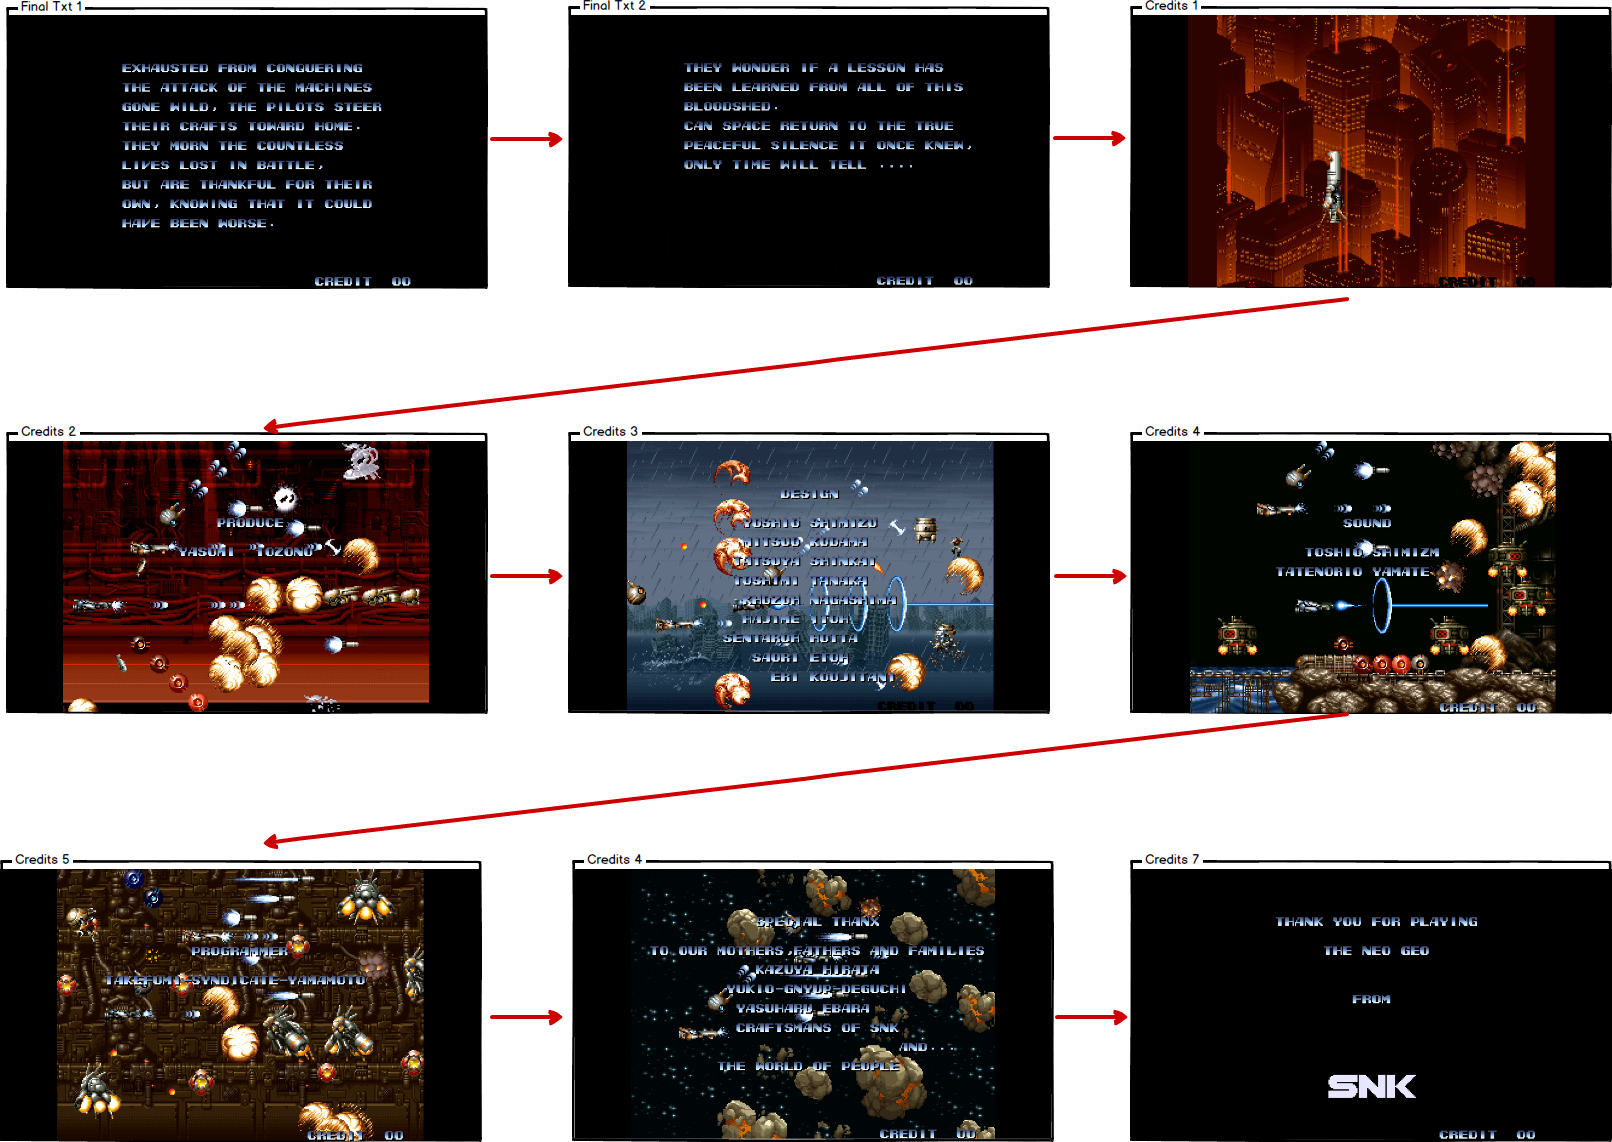 Final Txt 1
EXHAUSTED FROM CONQUERING
THE ATTACK OF THE MACHINES
GONE WILD, THE PILOTS STEER
THEIR CRAFTS TOWARD HOME.
THEY MORN THE COUNTLESS
LIVES LOST IN BATTLE,
BUT ARE THANKFUL FOR THEIR
OWN, KNOWING THAT IT COULD
HAVE BEEN WORSE.
CREDIT 00
Final Txt 2
THEY WONDER IF A LESSON HAS
BEEN LEARNED FROM ALL OF THIS
BLOODSHED.
CAN SPACE RETURN TO THE TRUE
PEACEFUL SILENCE IT ONCE KNEW,
ONLY TIME WILL TELL ....
CREDIT 00
Credits 1
CREDIT 00
Credits 2
PRODUCE
YASUMI TOZONO
Credits 3
DESIGN
YOSHIO SHIMIZU
MITSUO KODAMA
TATSUYA SHINKAI
TOSHIMI TANAKA
KAZUOA NAGASHIMA
HAJIME ITOH
SENTAROH HOTTA
SAORI ETOH
ERI KOUJITANI
CREDIT 00
Credits 4
SOUND
TOSHIO SHIMIZM
TATENORIO YAMATE
CREDIT 00
Credits 5
PROGRAMMER
TAKEFUMI-SYNDICATE-YAMAMOTO
CREDIT 00
Credits 4
SPECIAL THANX
TO OUR MOTHERS,FATHERS AND FAMILIES
KAZUYA HIRATA
YUKIO-GNYUP-DEGUCHI
YASUHARU EBARA
CRAFTSMANS OF SNK
AND...
THE WORLD OF PEOPLE
CREDIT 00
Credits 7
THANK YOU FOR PLAYING
THE NEO GEO
FROM
SNK
CREDIT 00